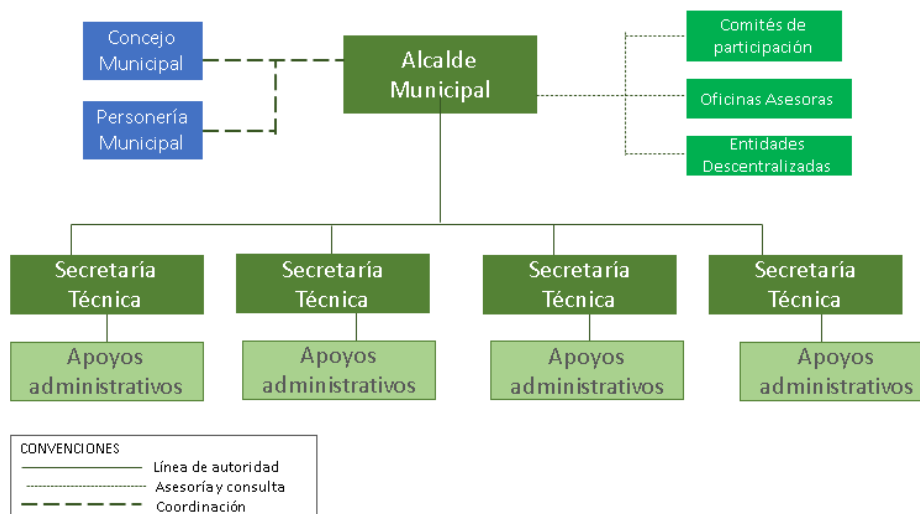 Concejo
Municipal
Personería
Municipal
Alcalde
Municipal
Comités de
participación
Oficinas Asesoras
Entidades
Descentralizadas
Secretaría
Técnica
Secretaría
Técnica
Secretaría
Técnica
Secretaría
Técnica
Apoyos
administrativos
Apoyos
administrativos
Apoyos
administrativos
Apoyos
administrativos
CONVENCIONES
Línea de autoridad
Asesoría y consulta
Coordinación